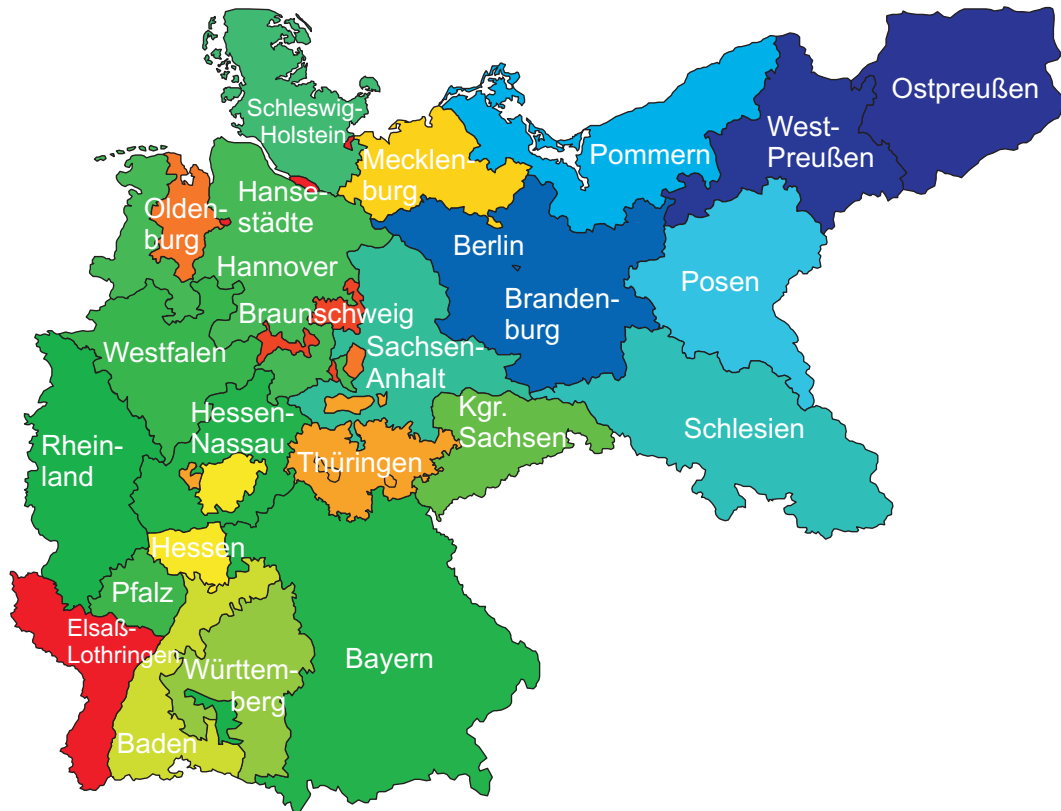 Ostpreußen
Schleswig-
Holstein
West-
Preußen
Pommern
Mecklen-
burg
Hanse-
städte
Olden-
burg
Berlin
Hannover
Posen
Branden-
burg
Braunschweig
Westfalen
Sachsen-
Anhalt
Hessen-
Nassau
Kgr.
Sachsen
Schlesien
Rhein-
land
Thüringen
Hessen
Pfalz
Elsaß-
Lothringen
Bayern
Württem-
berg
Baden